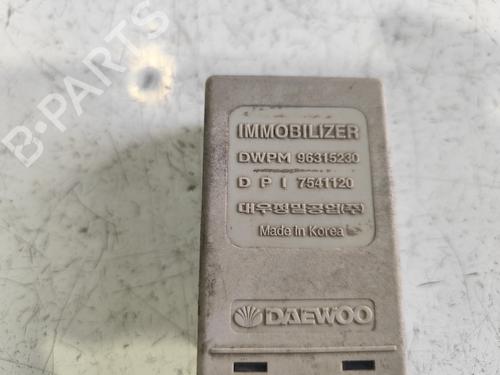 B-PARTS
IMMOBILIZER
DWPM 96315230
D P I 7541120
대우정밀공업(주)
Made In Korea
DAEWOO